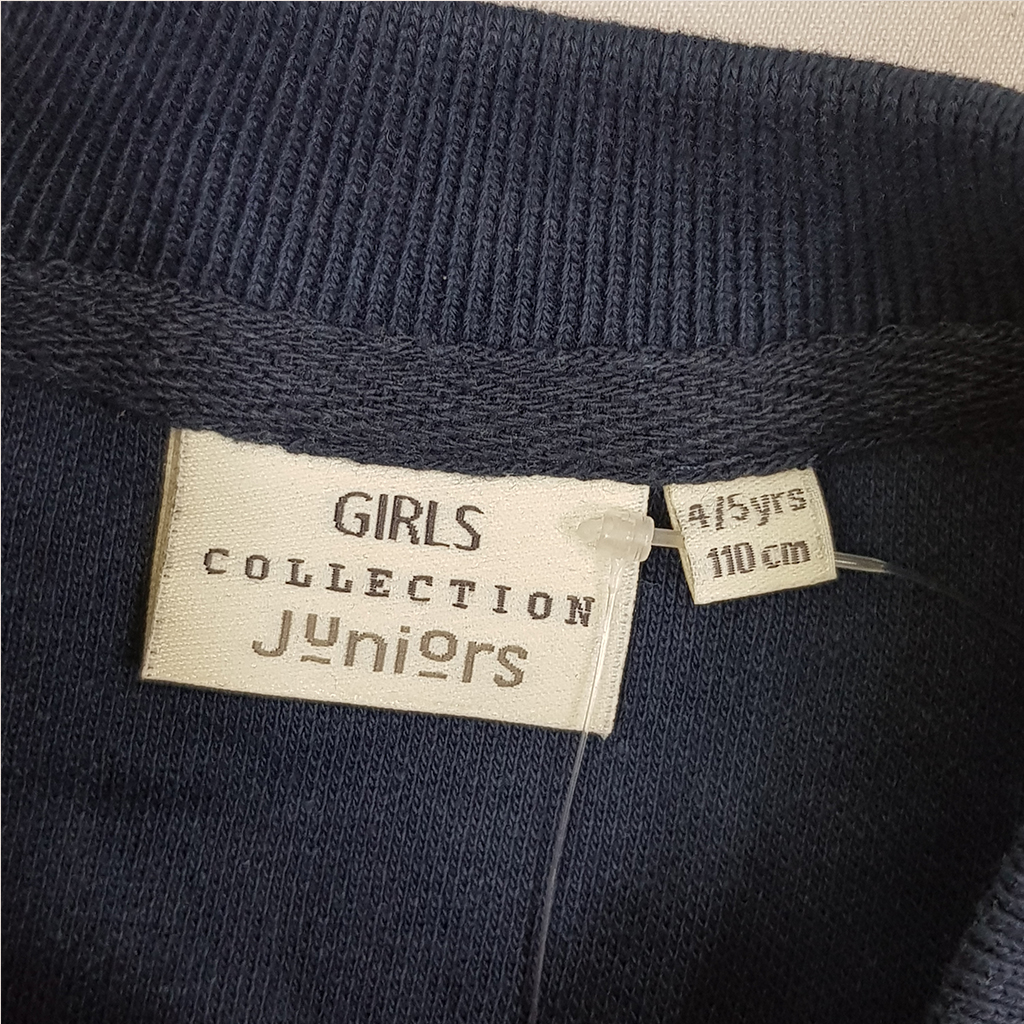 GIRLS
COLLECTION
Juniors
4/5yrs
110 cm